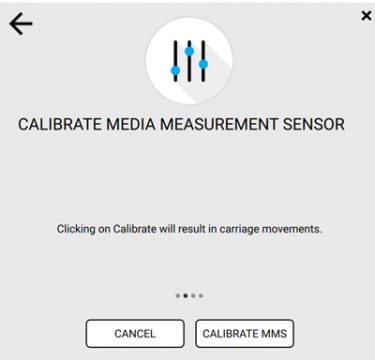 CALIBRATE MEDIA MEASUREMENT SENSOR
Clicking on Calibrate will result in carriage movements.
CANCEL
CALIBRATE MMS